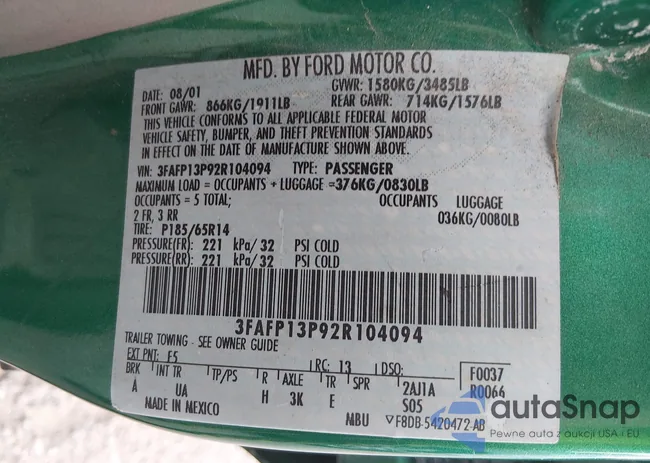 MFD. BY FORD MOTOR CO.
DATE: 08/01 GVWR: 1580KG/3485LB
FRONT GAWR: 866KG/1911LB REAR GAWR: 714KG/1576LB
THIS VEHICLE CONFORMS TO ALL APPLICABLE FEDERAL MOTOR
VEHICLE SAFETY, BUMPER, AND THEFT PREVENTION STANDARDS
IN EFFECT ON THE DATE OF MANUFACTURE SHOWN ABOVE.
VIN: 3FAFP13P92R104094 TYPE: PASSENGER
MAXIMUM LOAD = OCCUPANTS + LUGGAGE =376KG/0830LB
OCCUPANTS = 5 TOTAL; OCCUPANTS LUGGAGE
2 FR, 3 RR 036KG/0080LB
TIRE: P185/65R14
PRESSURE(FR): 221 kPa/32 PSI COLD
PRESSURE(RR): 221 kPa/32 PSI COLD
3FAFP13P92R104094
TRAILER TOWING - SEE OWNER GUIDE
EXT PNT: F5 RC: 13 DSO: F0037
BRK INT TR TP/PS R AXLE TR SPR 2AJ1A R0066
A UA H 3K E SOS
MADE IN MEXICO MBU F8DB-5420472-AB
autoSnap
Pewne auta z aukcji USA i EU